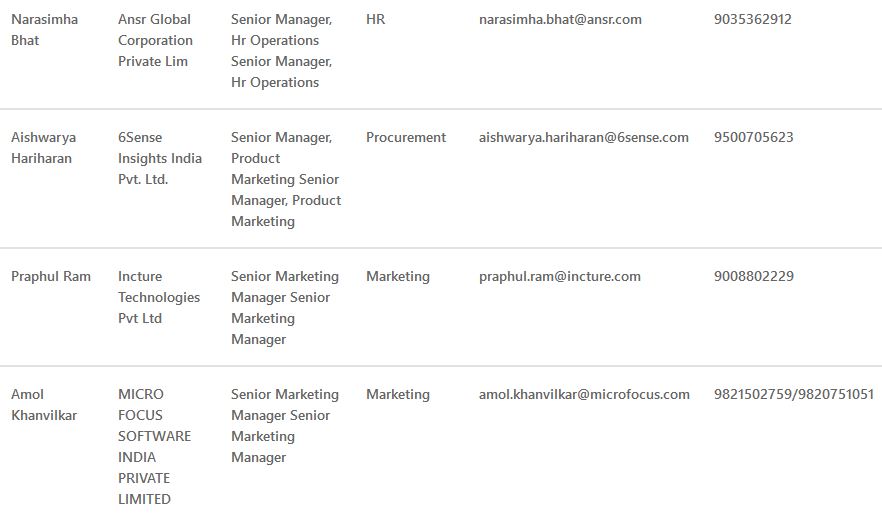 Narasimha Ansr Global Senior Manager, HR narasimha.bhat@ansr.com 9035362912
Bhat Corporation Hr Operations
Private Lim Senior Manager,
Hr Operations
Aishwarya 6Sense Senior Manager, Procurement aishwarya.hariharan@6sense.com 9500705623
Hariharan Insights India Product
Pvt. Ltd. Marketing Senior
Manager, Product
Marketing
Praphul Ram Incture Senior Marketing Marketing praphul.ram@incture.com 9008802229
Technologies Manager Senior
Pvt Ltd Marketing
Manager
Amol MICRO Senior Marketing Marketing amol.khanvilkar@microfocus.com 9821502759/9820751051
Khanvilkar FOCUS Manager Senior
SOFTWARE Marketing
INDIA Manager
PRIVATE
LIMITED